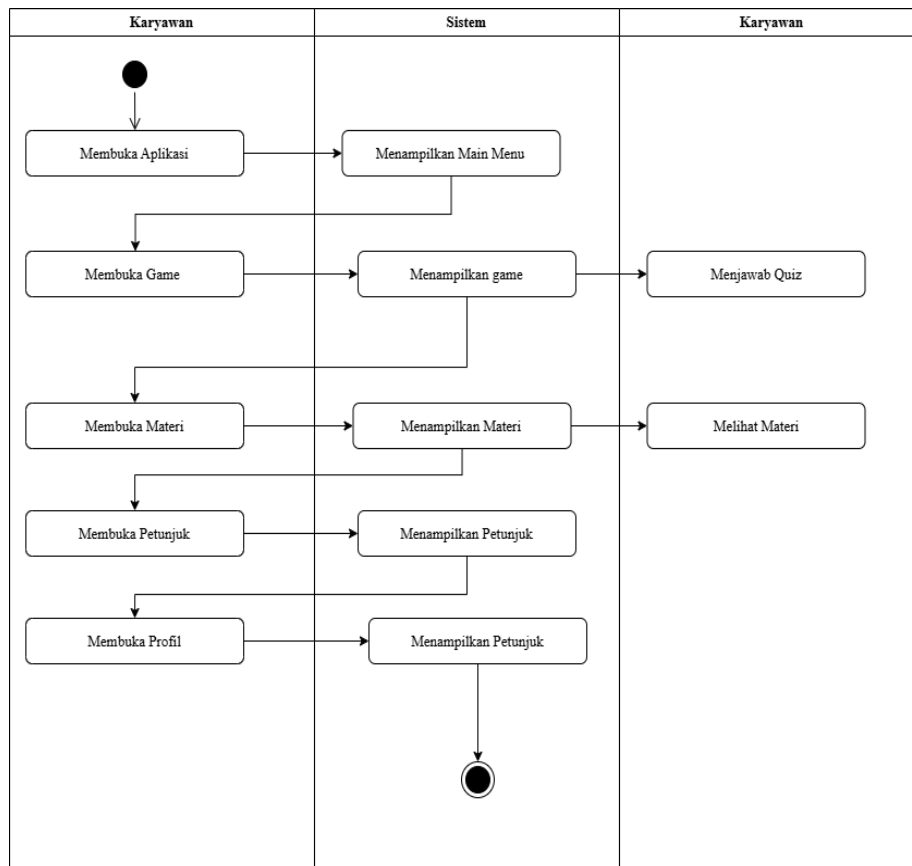 Karyawan
Sistem
Karyawan
Membuka Aplikasi
Menampilkan Main Menu
Membuka Game
Menampilkan game
Menjawab Quiz
Membuka Materi
Menampilkan Materi
Melihat Materi
Membuka Petunjuk
Menampilkan Petunjuk
Membuka Profil
Menampilkan Petunjuk